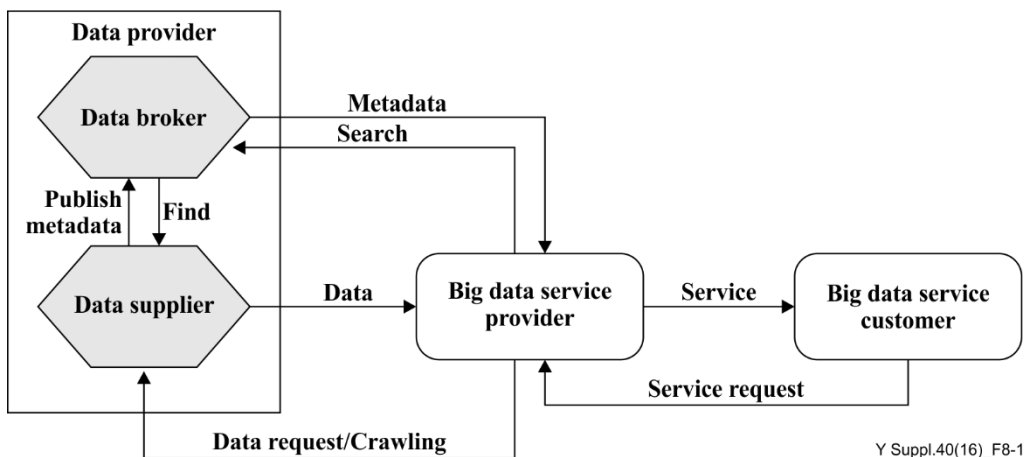 Data provider
Data broker
Metadata
Search
Publish
metadata
Find
Data supplier
Data
Big data service
provider
Service
Big data service
customer
Service request
Data request/Crawling
Y Suppl.40(16)_F8-1